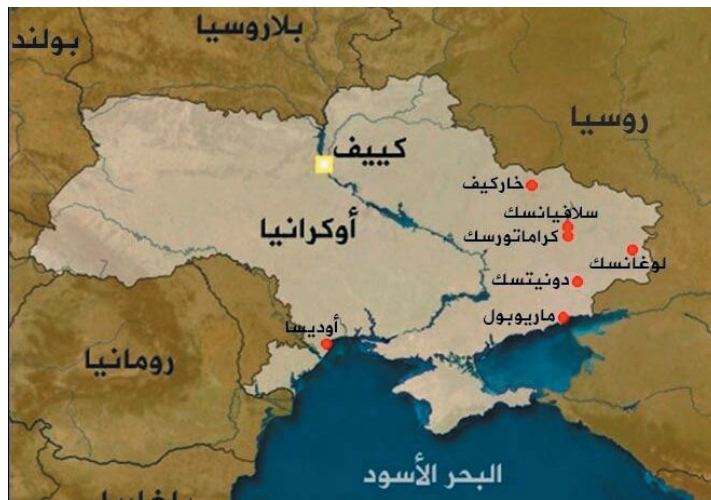 بلاروسيا
بولند
روسيا
كييف
خاركيف
سلافيانسك
أوكرانيا
كراماتورسك
لوغانسك
دونيتسك
ماريوبول
أوديسا
رومانيا
البحر الأسود